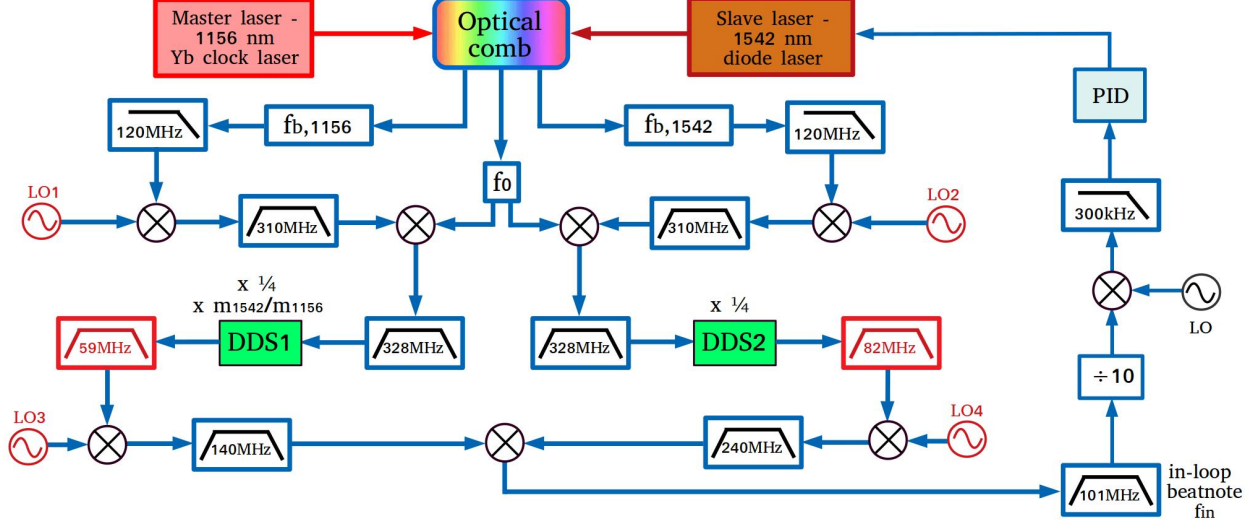 Master laser -
1156 nm
Yb clock laser
Optical
comb
Slave laser -
1542 nm
diode laser
PID
120MHz
fb,1156
fb,1542
120MHz
f0
LO1
310MHz
310MHz
LO2
300kHz
x ¼
x m1542/m1156
x ¼
LO
59MHz
DDS1
328MHz
328MHz
DDS2
82MHz
÷10
LO3
140MHz
240MHz
LO4
101MHz
in-loop
beatnote
fin